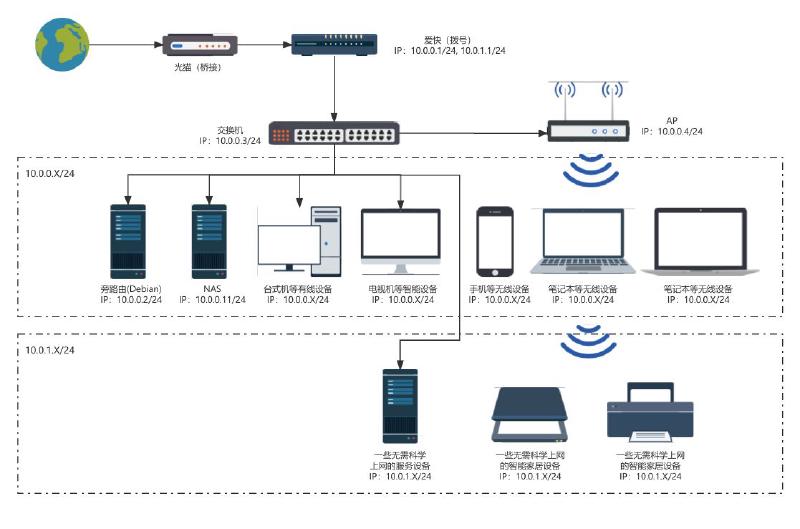 光猫（桥接）
爱快（拨号）
IP：10.0.0.1/24, 10.0.1.1/24
交换机
IP：10.0.0.3/24
AP
IP：10.0.0.4/24
10.0.0.X/24
旁路由(Debian)
IP：10.0.0.2/24
NAS
IP：10.0.0.11/24
台式机等有线设备
IP：10.0.0.X/24
电视机等智能设备
IP：10.0.0.X/24
手机等无线设备
IP：10.0.0.X/24
笔记本等无线设备
IP：10.0.0.X/24
笔记本等无线设备
IP：10.0.0.X/24
10.0.1.X/24
一些无需科学
上网的服务设备
IP：10.0.1.X/24
一些无需科学上网
的智能家居设备
IP：10.0.1.X/24
一些无需科学上网
的智能家居设备
IP：10.0.1.X/24